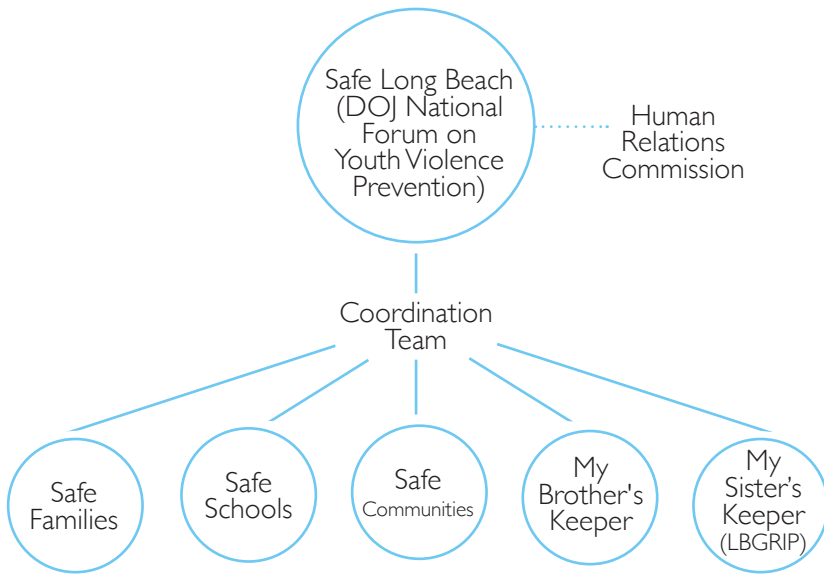 Safe Long Beach
(DOJ National
Forum on
Youth Violence
Prevention)
Human
Relations
Commission
Coordination
Team
Safe
Families
Safe
Schools
Safe
Communities
My
Brother's
Keeper
My
Sister’s
Keeper
(LBGRIP)